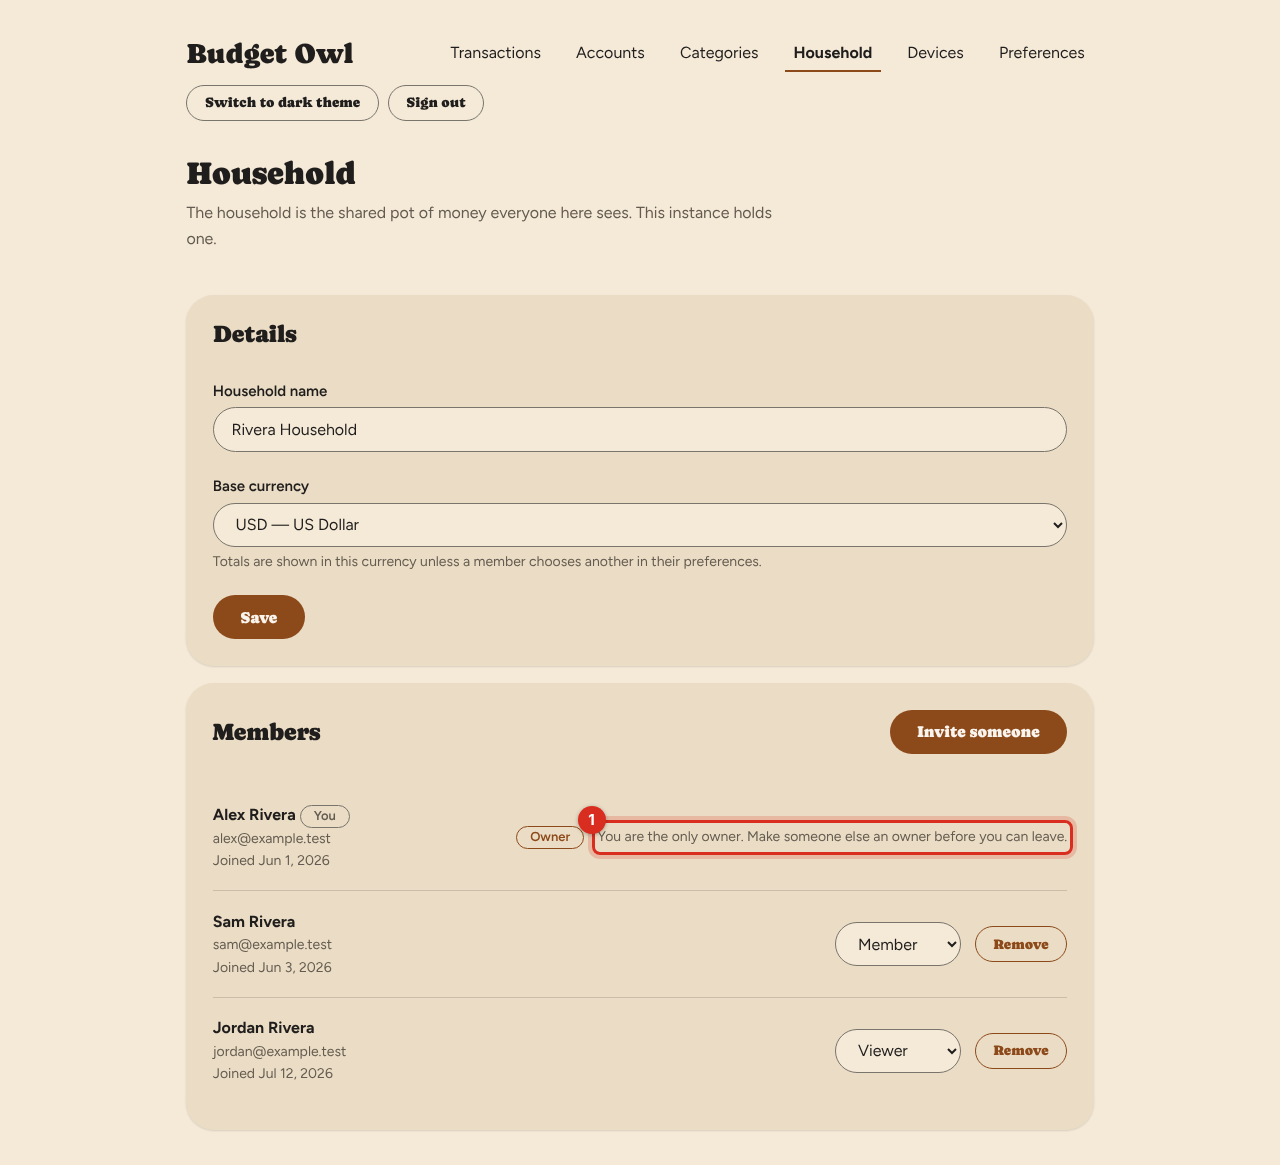 Budget Owl
Transactions
Accounts
Categories
Household
Devices
Preferences
Switch to dark theme
Sign out
Household
The household is the shared pot of money everyone here sees. This instance holds
one.
Details
Household name
Rivera Household
Base currency
USD — US Dollar
Totals are shown in this currency unless a member chooses another in their preferences.
Save
Members
Invite someone
Alex Rivera
You
alex@example.test
Joined Jun 1, 2026
Owner
1
You are the only owner. Make someone else an owner before you can leave.
Sam Rivera
sam@example.test
Joined Jun 3, 2026
Member
Remove
Jordan Rivera
jordan@example.test
Joined Jul 12, 2026
Viewer
Remove